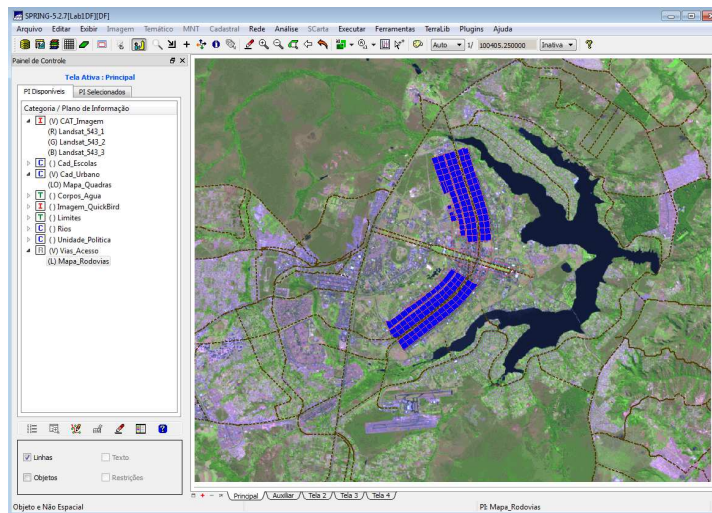 SPRING-5.2.7[Lab1DF][DF]
Arquivo Editar Exibir Imagem Temático MNT Cadastral Rede Análise SCarta Executar Ferramentas TerraLib Plugins Ajuda
Auto 1/ 100405.250000 Inativa
Painel de Controle
Tela Ativa : Principal
PI Disponíveis PI Selecionados
Categoria / Plano de Informação
I (V) CAT_Imagem
(R) Landsat_543_1
(G) Landsat_543_2
(B) Landsat_543_3
C ( ) Cad_Escolas
C (V) Cad_Urbano
(LO) Mapa_Quadras
T ( ) Corpos_Agua
I ( ) Imagem_QuickBird
T ( ) Limites
C ( ) Rios
C ( ) Unidade_Politica
R (V) Vias_Acesso
(L) Mapa_Rodovias
Linhas Texto
Objetos Restrições
Principal Auxiliar Tela 2 Tela 3 Tela 4
Objeto e Não Espacial PI: Mapa_Rodovias